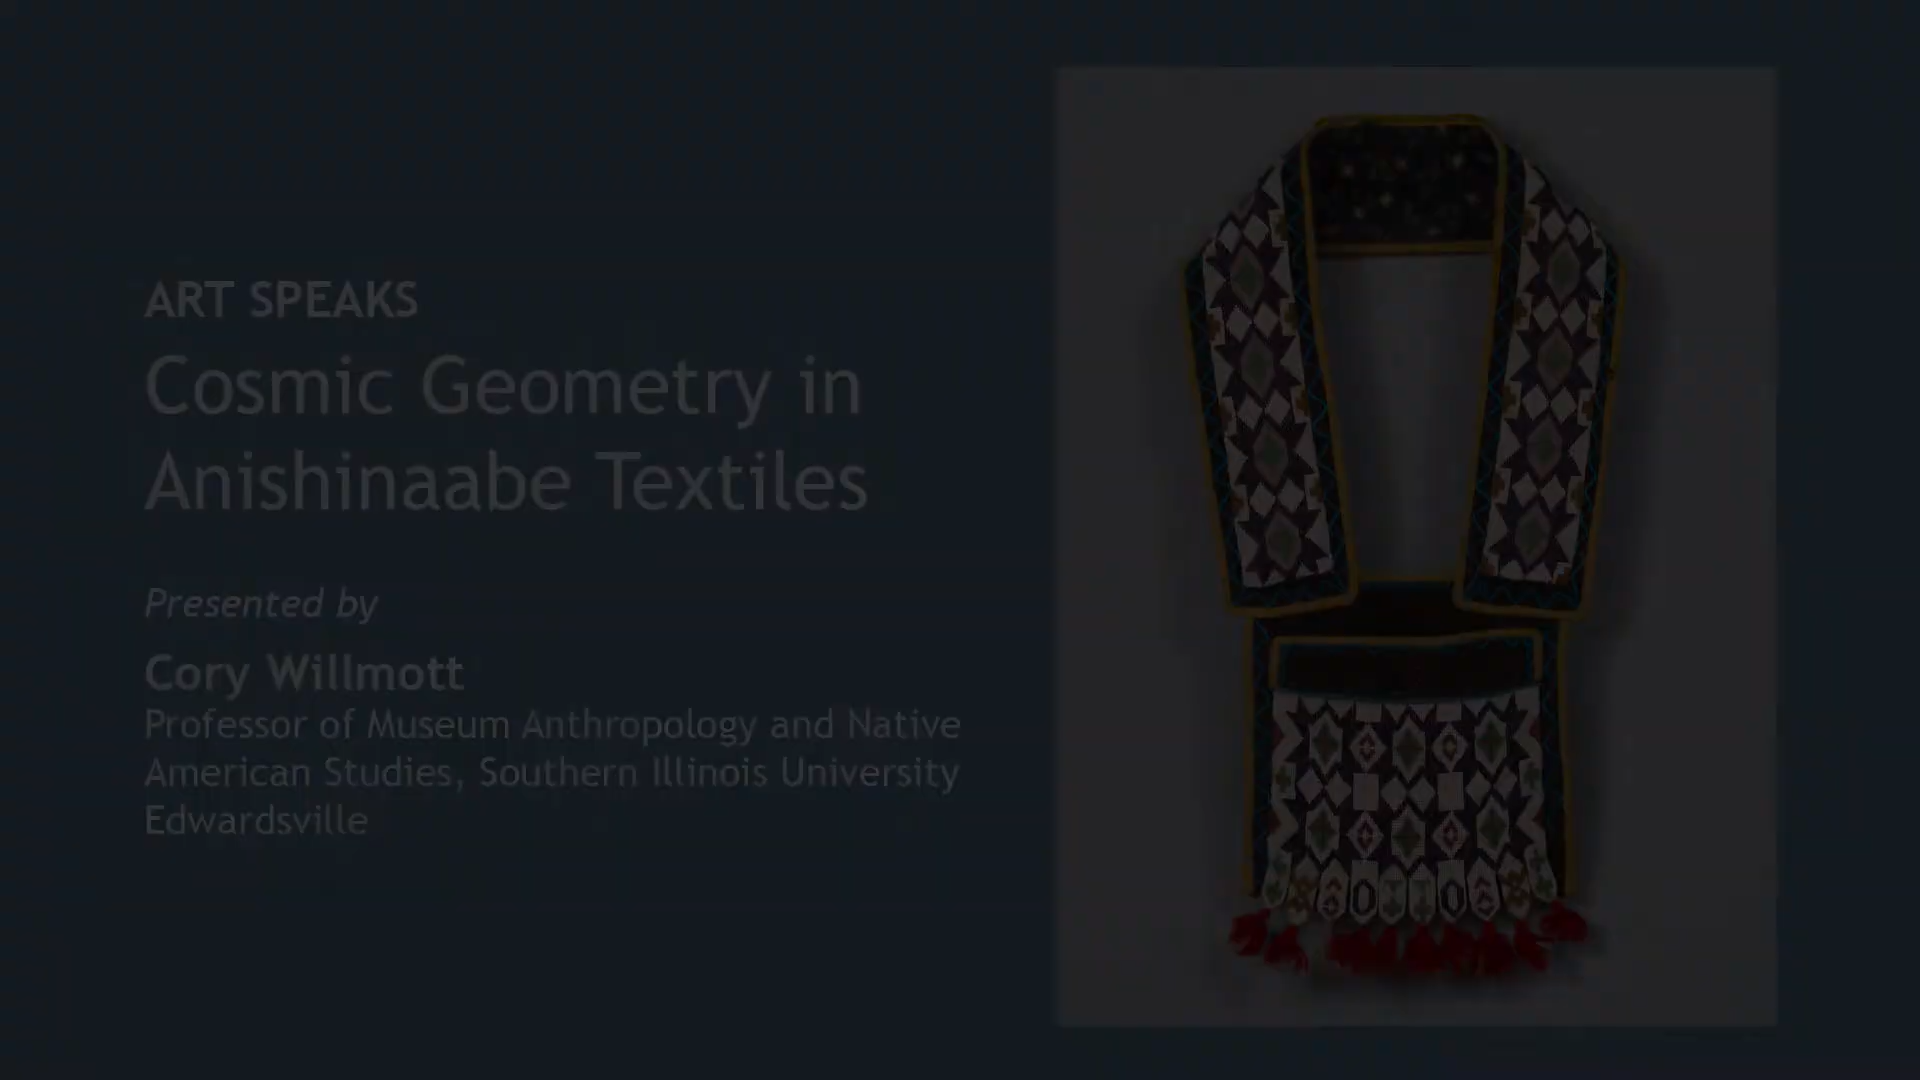 ART SPEAKS
Cosmic Geometry in
Anishinaabe Textiles
Presented by
Cory Willmott
Professor of Museum Anthropology and Native
American Studies, Southern Illinois University
Edwardsville